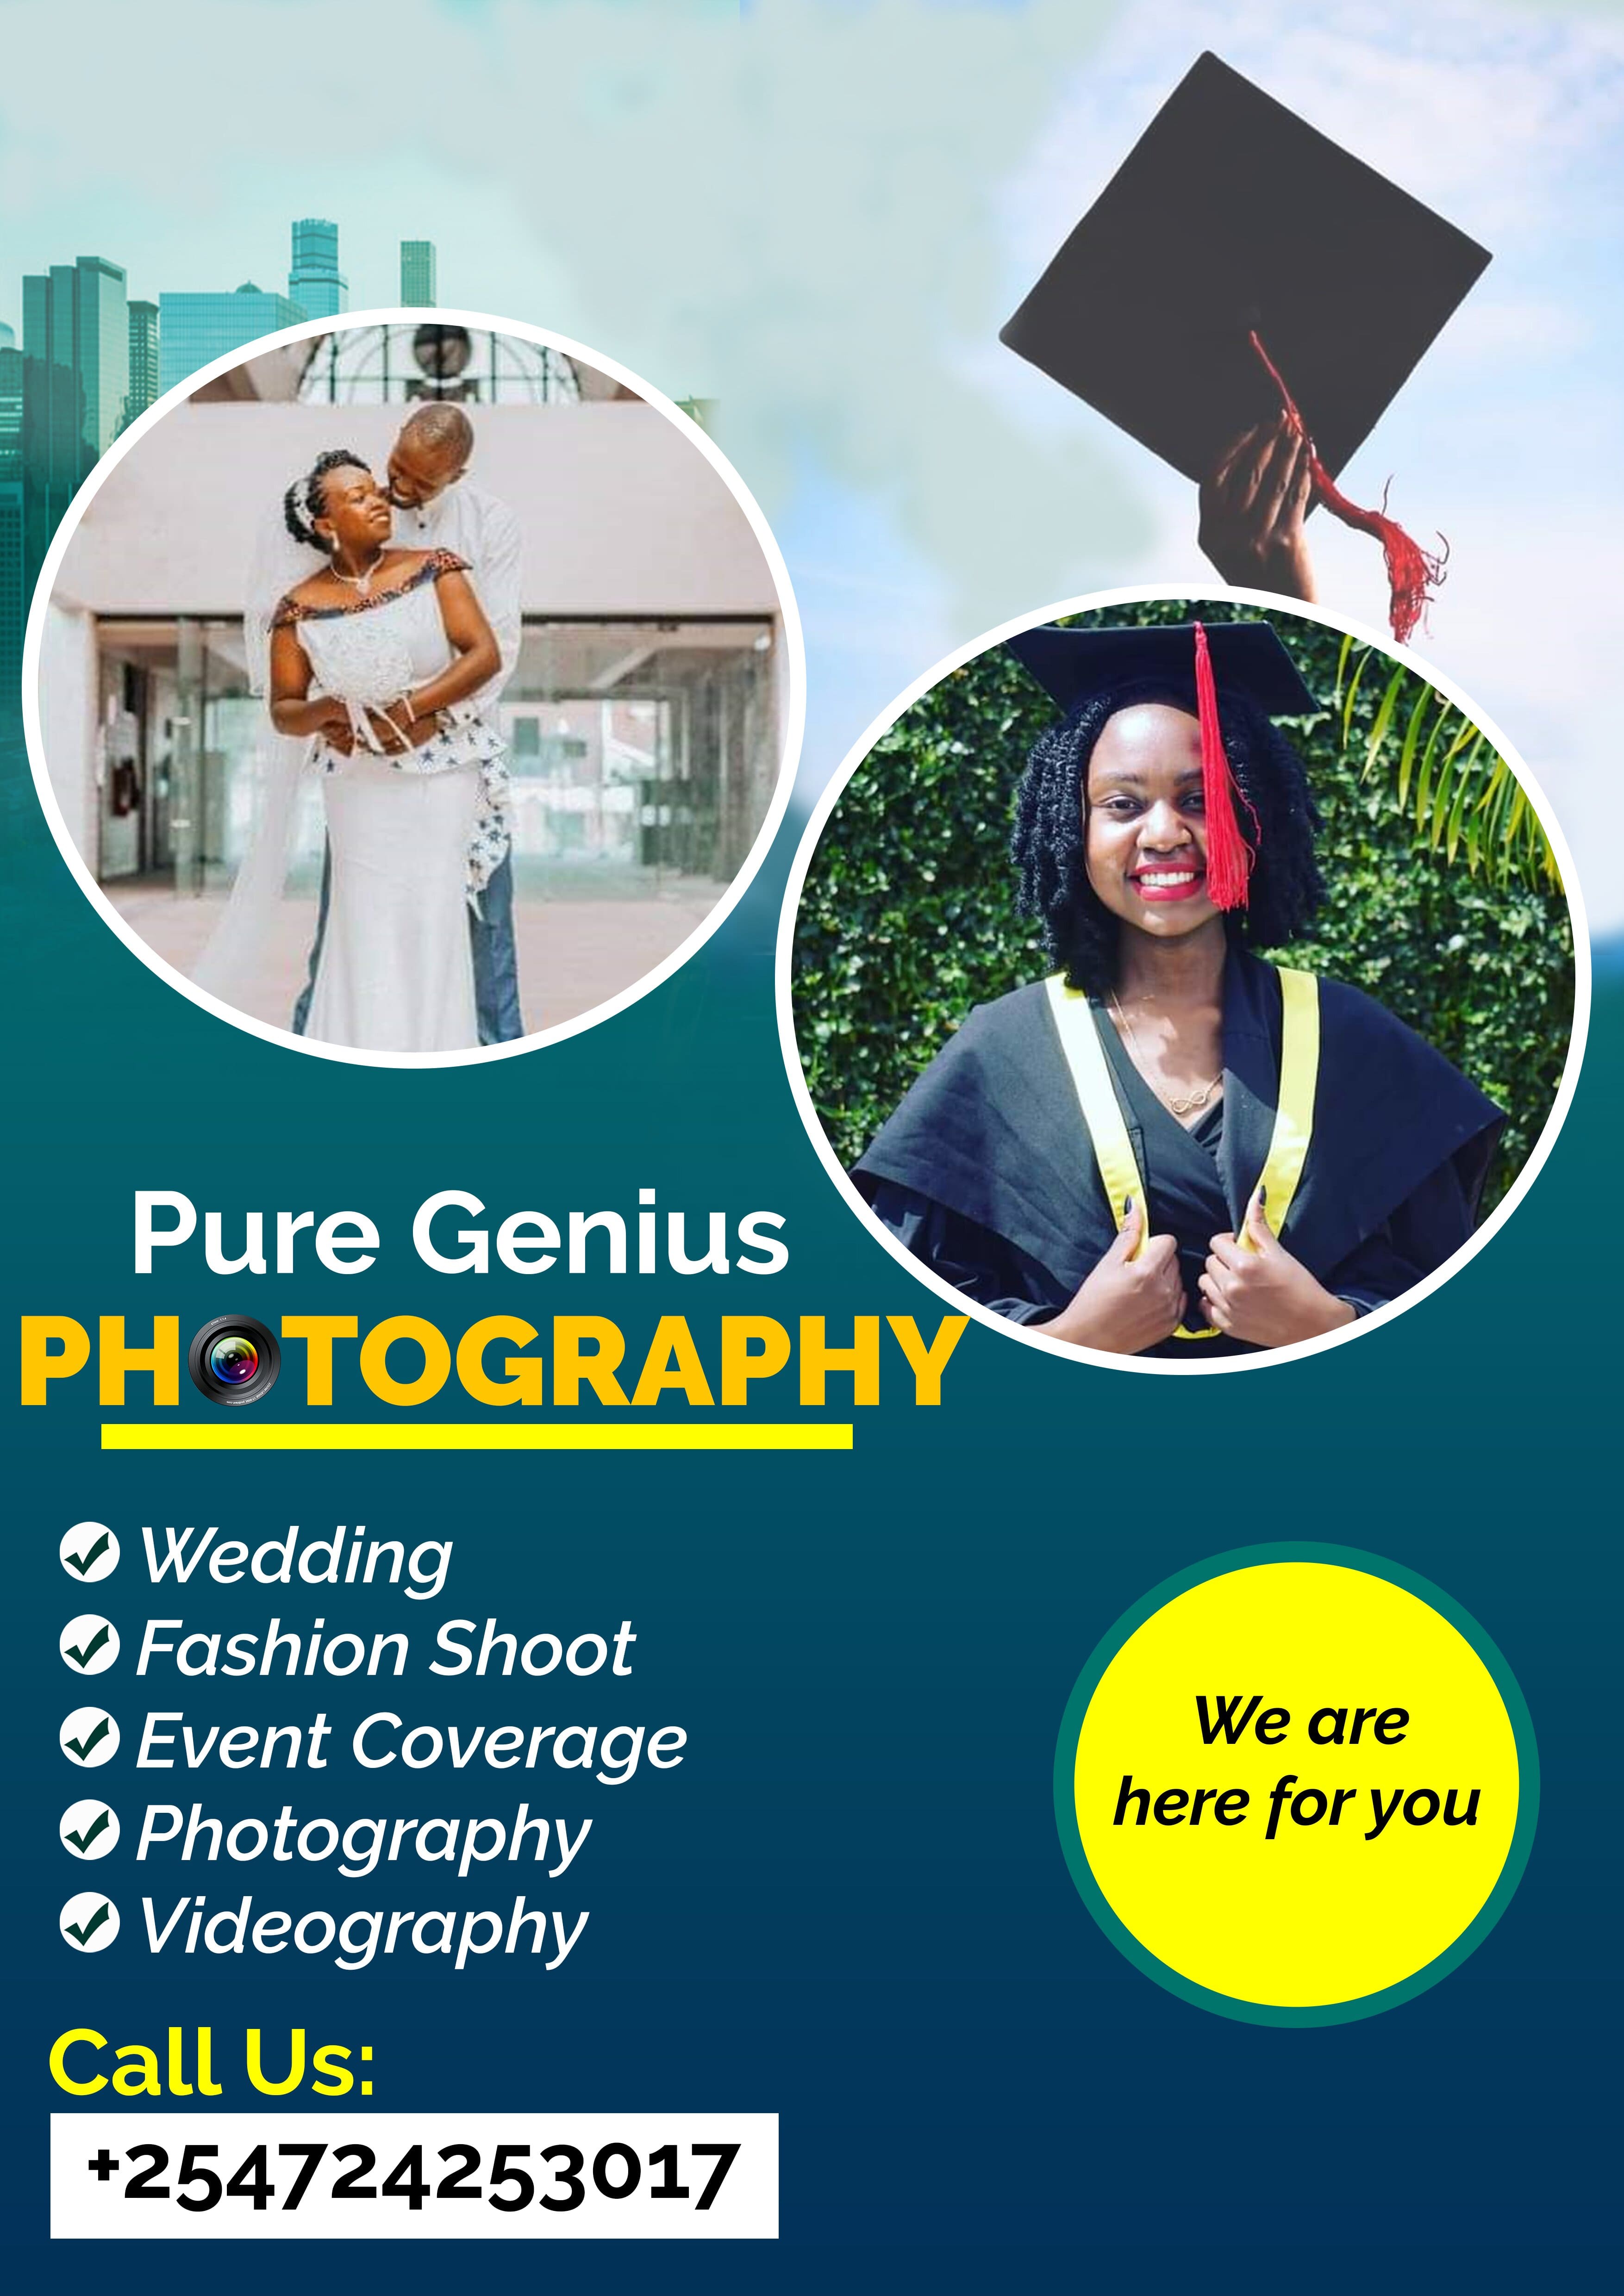 Pure Genius
PHOTOGRAPHY
Wedding
Fashion Shoot
Event Coverage
Photography
Videography
We are
here for you
Call Us:
+254724253017